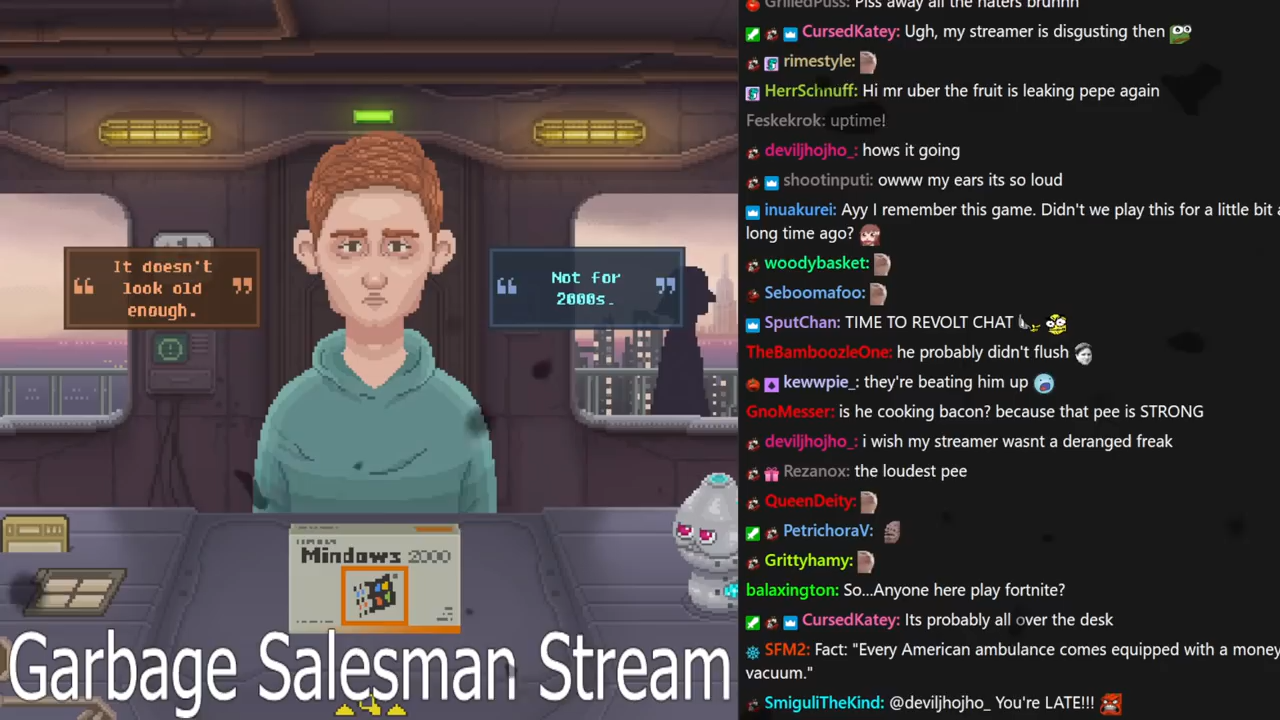 It doesn't
look old
enough.
Not for
2000s.
Mindows 2000
Garbage Salesman Stream
GrilledPuss: Piss away all the haters bruhhh
CursedKatey: Ugh, my streamer is disgusting then
rimestyle:
HerrSchnuff: Hi mr uber the fruit is leaking pepe again
Feskekrok: uptime!
deviljhojho_: hows it going
shootinputi: owww my ears its so loud
inuakurei: Ayy I remember this game. Didn't we play this for a little bit a
long time ago?
woodybasket:
Seboomafoo:
SputChan: TIME TO REVOLT CHAT
TheBamboozleOne: he probably didn't flush
kewwpie_: they're beating him up
GnoMesser: is he cooking bacon? because that pee is STRONG
deviljhojho_: i wish my streamer wasnt a deranged freak
Rezanox: the loudest pee
QueenDeity:
PetrichoraV:
Grittyhamy:
balaxington: So...Anyone here play fortnite?
CursedKatey: Its probably all over the desk
SFM2: Fact: "Every American ambulance comes equipped with a money
vacuum."
SmiguliTheKind: @deviljhojho_ You're LATE!!!